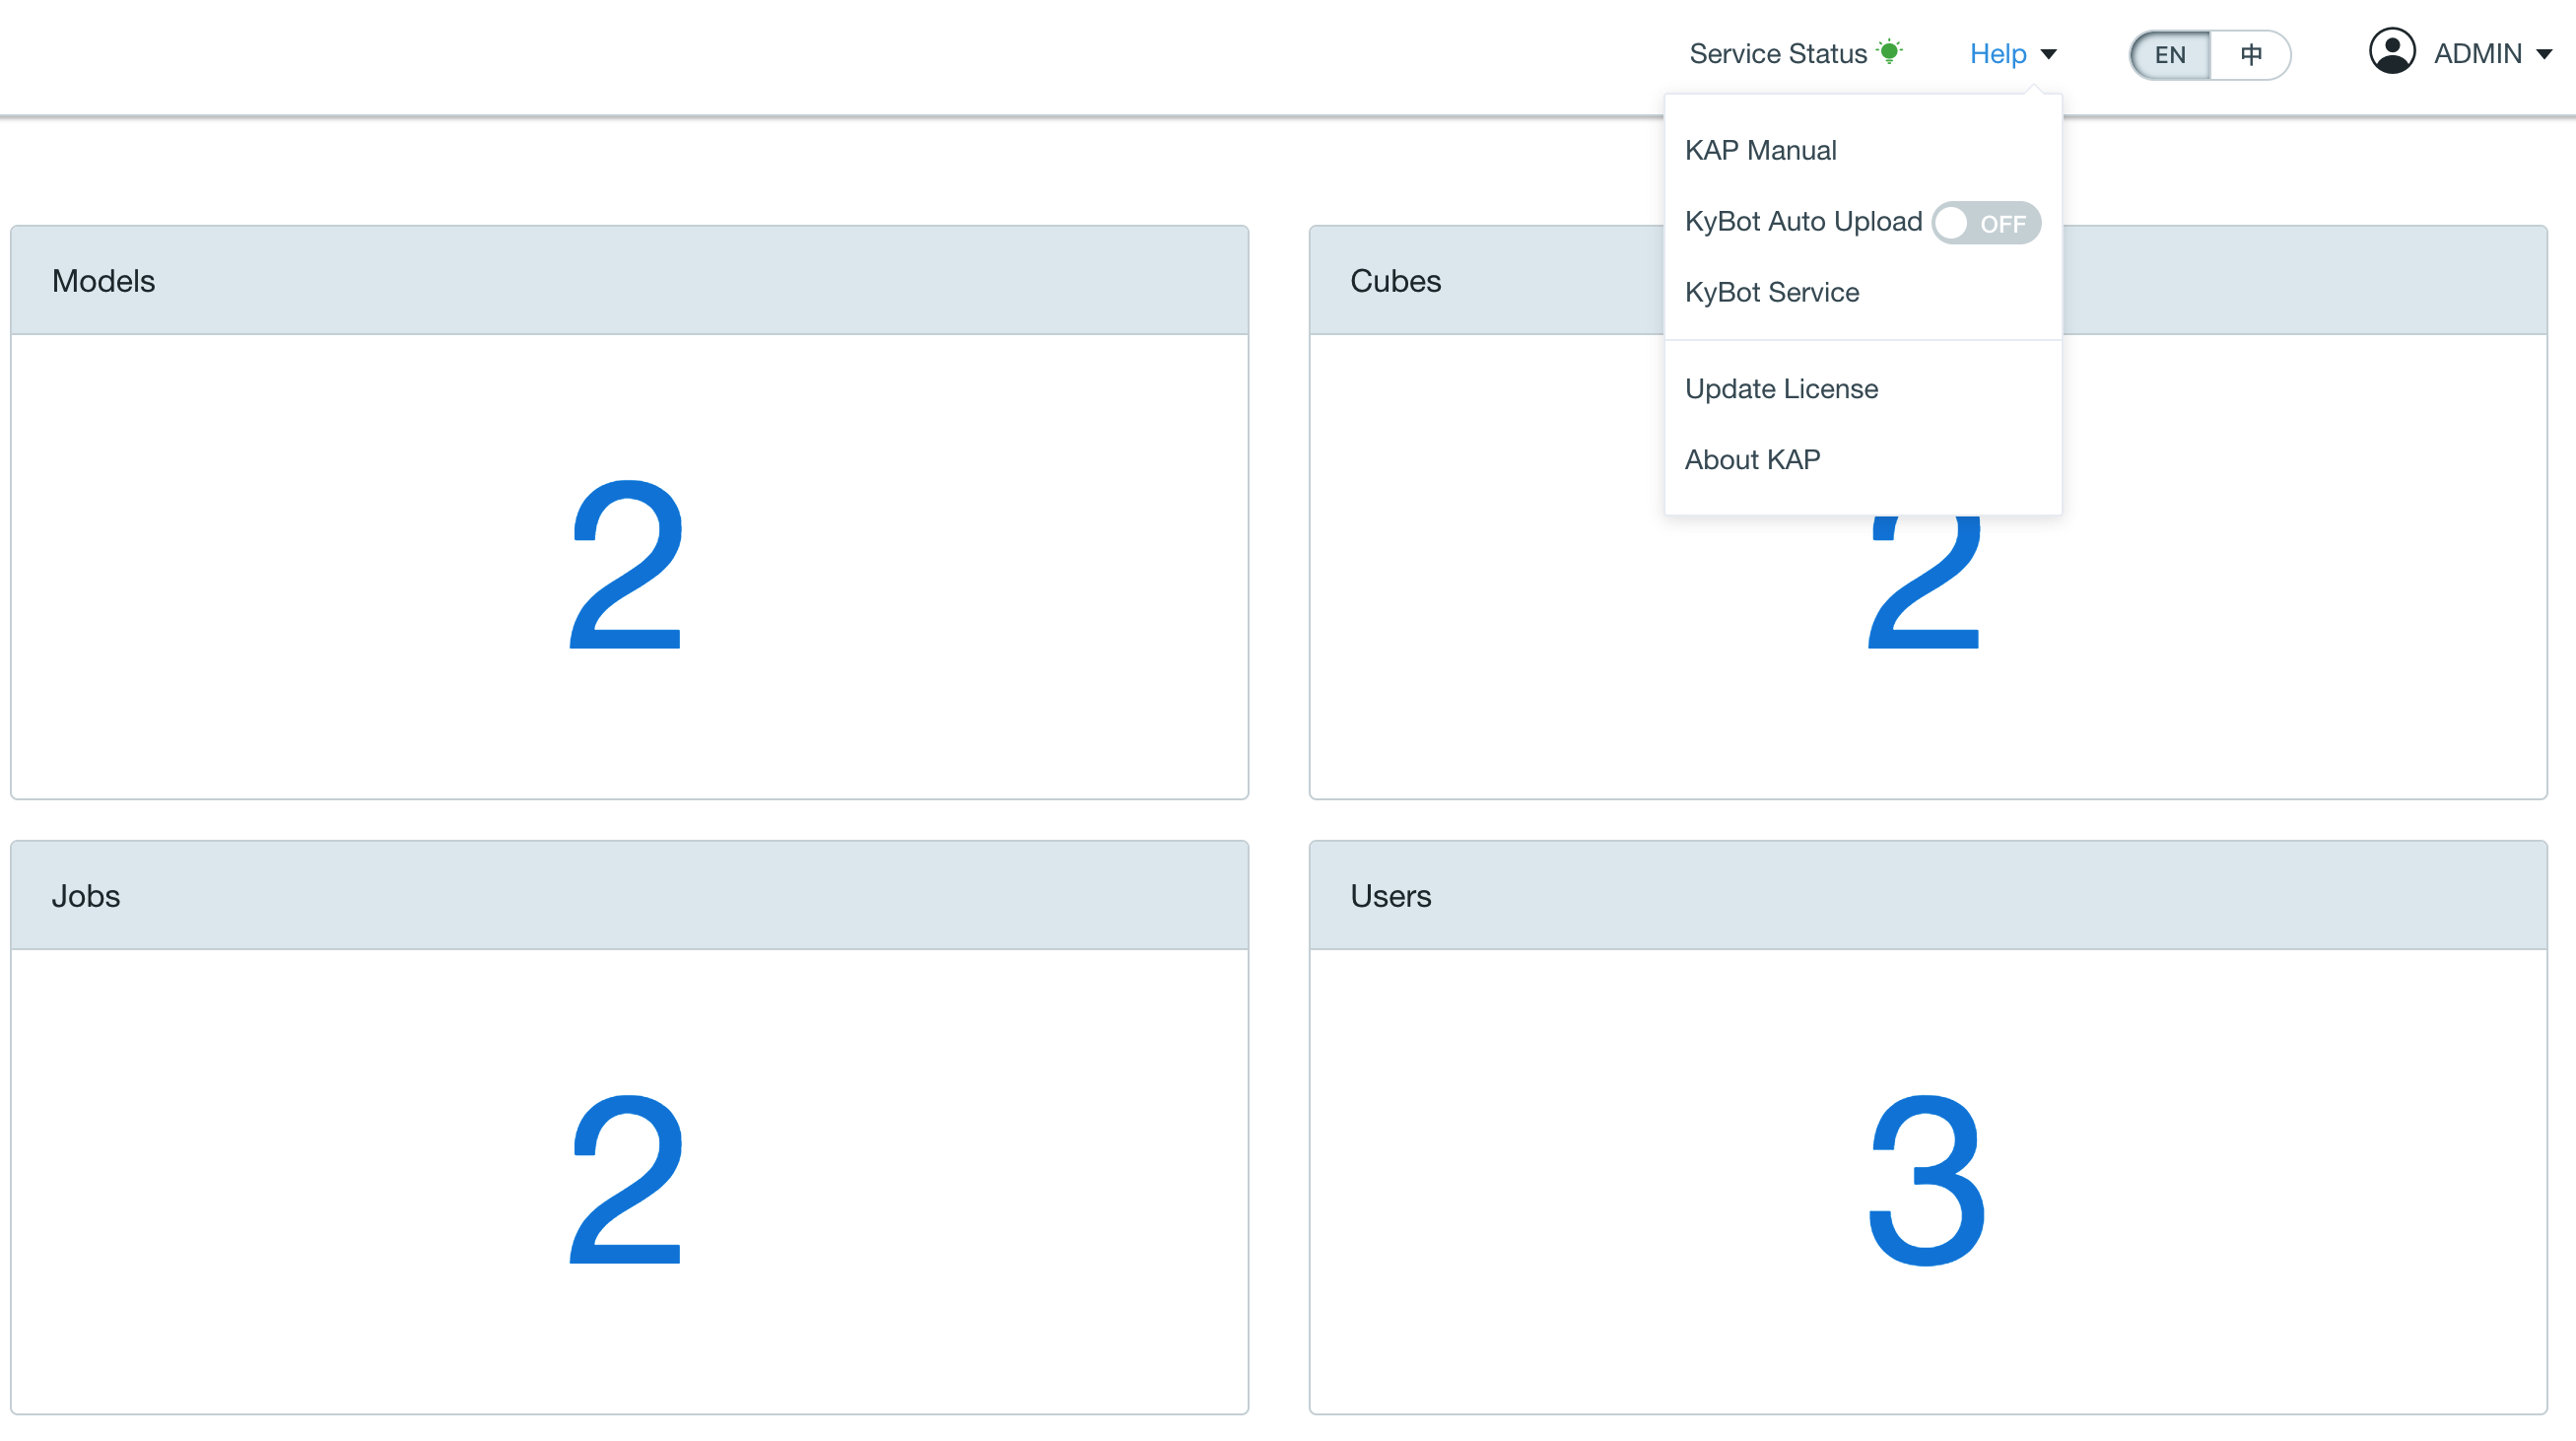 Service Status Help EN 中 ADMIN
KAP Manual
KyBot Auto Upload OFF
KyBot Service
Update License
About KAP
Models
2
Cubes
2
Jobs
2
Users
3